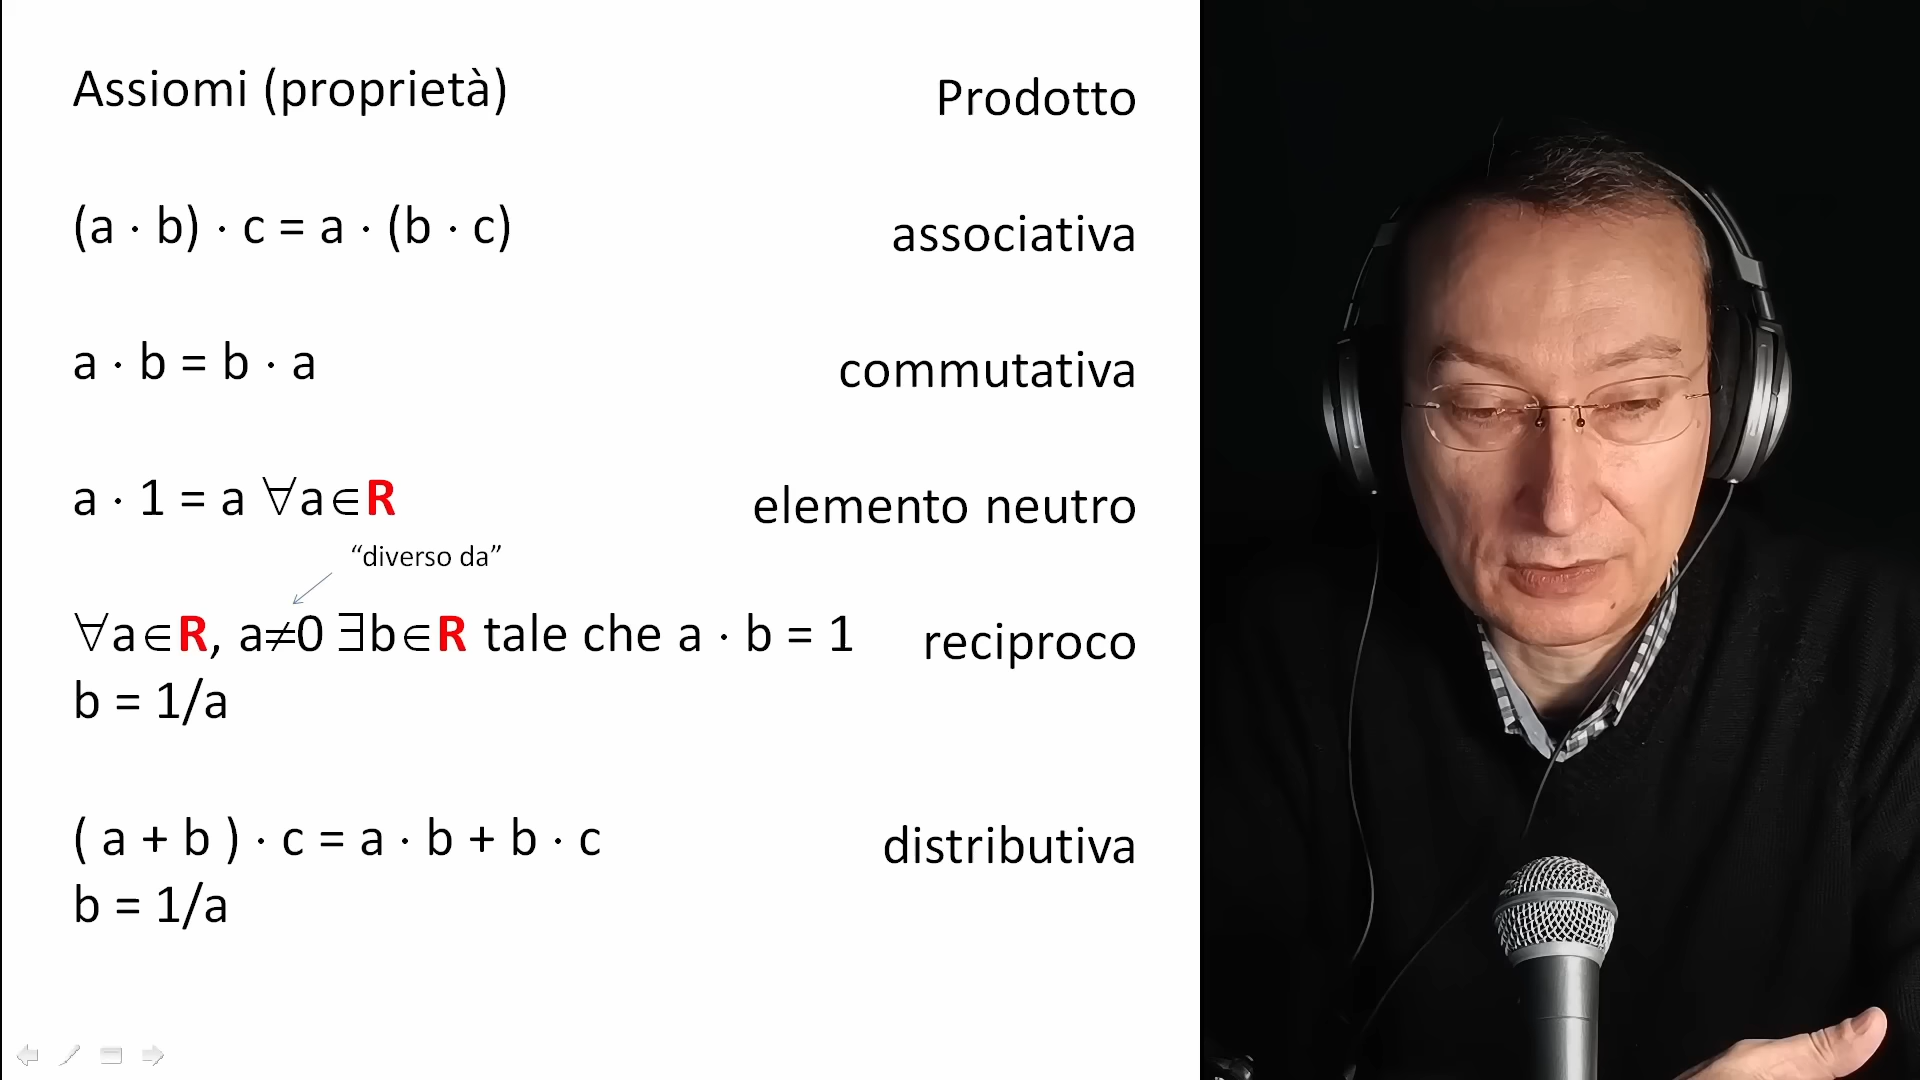 Assiomi (proprietà) Prodotto
(a · b) · c = a · (b · c) associativa
a · b = b · a commutativa
a · 1 = a ∀a∈R elemento neutro
“diverso da”
∀a∈R, a≠0 ∃b∈R tale che a · b = 1 reciproco
b = 1/a
( a + b ) · c = a · b + b · c distributiva
b = 1/a